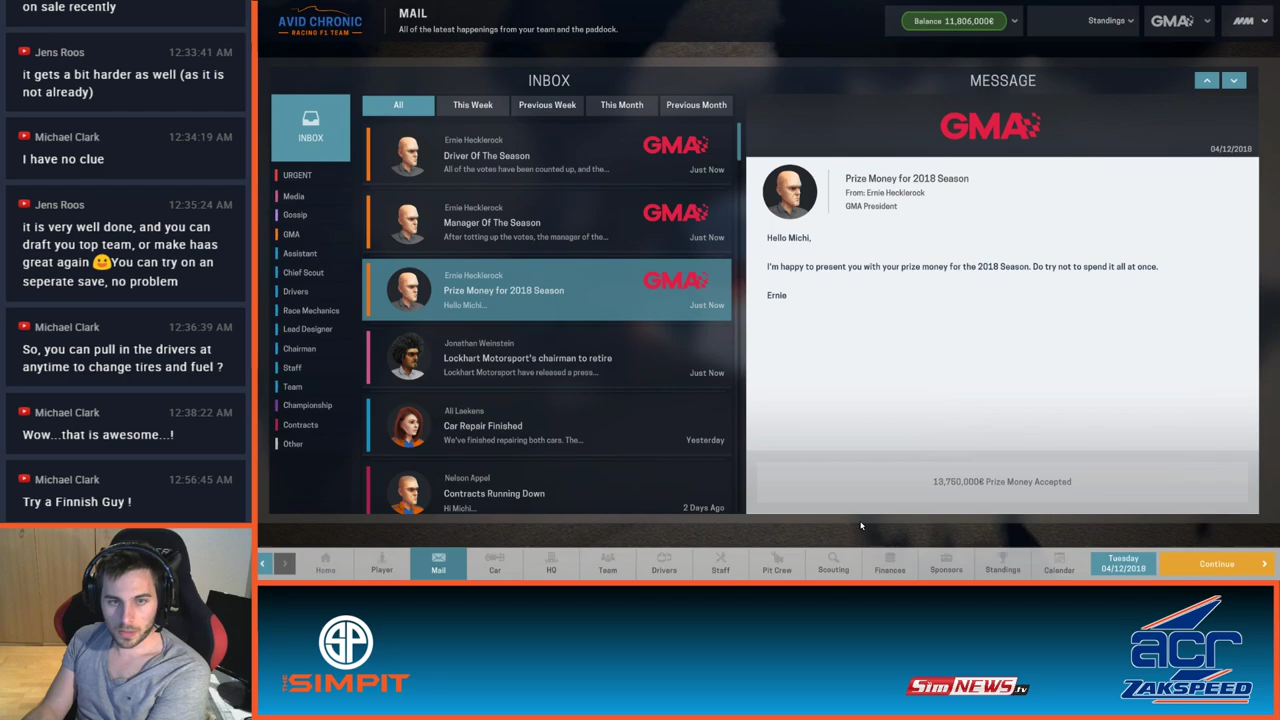 on sale recently
Jens Roos 12:33:41 AM
it gets a bit harder as well (as it is
not already)
Michael Clark 12:34:19 AM
I have no clue
Jens Roos 12:35:24 AM
it is very well done, and you can
draft you top team, or make haas
great again 😀You can try on an
seperate save, no problem
Michael Clark 12:36:39 AM
So, you can pull in the drivers at
anytime to change tires and fuel ?
Michael Clark 12:38:22 AM
Wow...that is awesome...!
Michael Clark 12:56:45 AM
Try a Finnish Guy !
AVID CHRONIC
RACING F1 TEAM
MAIL
All of the latest happenings from your team and the paddock.
Balance 11,806,000€
Standings
GMA
INBOX
MESSAGE
INBOX
URGENT
Media
Gossip
GMA
Assistant
Chief Scout
Drivers
Race Mechanics
Lead Designer
Chairman
Staff
Team
Championship
Contracts
Other
All This Week Previous Week This Month Previous Month
Ernie Hecklerock
Driver Of The Season
All of the votes have been counted up, and the...
GMA
Just Now
Ernie Hecklerock
Manager Of The Season
After totting up the votes, the manager of the...
GMA
Just Now
Ernie Hecklerock
Prize Money for 2018 Season
Hello Michi...
GMA
Just Now
Jonathan Weinstein
Lockhart Motorsport's chairman to retire
Lockhart Motorsport have released a press...
Just Now
Ali Laekens
Car Repair Finished
We've finished repairing both cars. The...
Yesterday
Nelson Appel
Contracts Running Down
Hi Michi...
2 Days Ago
GMA
04/12/2018
Prize Money for 2018 Season
From: Ernie Hecklerock
GMA President
Hello Michi,
I'm happy to present you with your prize money for the 2018 Season. Do try not to spend it all at once.
Ernie
13,750,000€ Prize Money Accepted
Home Player Mail Car HQ Team Drivers Staff Pit Crew Scouting Finances Sponsors Standings Calendar
Tuesday
04/12/2018
Continue
SP
THE SIMPIT
SimNEWS.tv
acr
ZAKSPEED